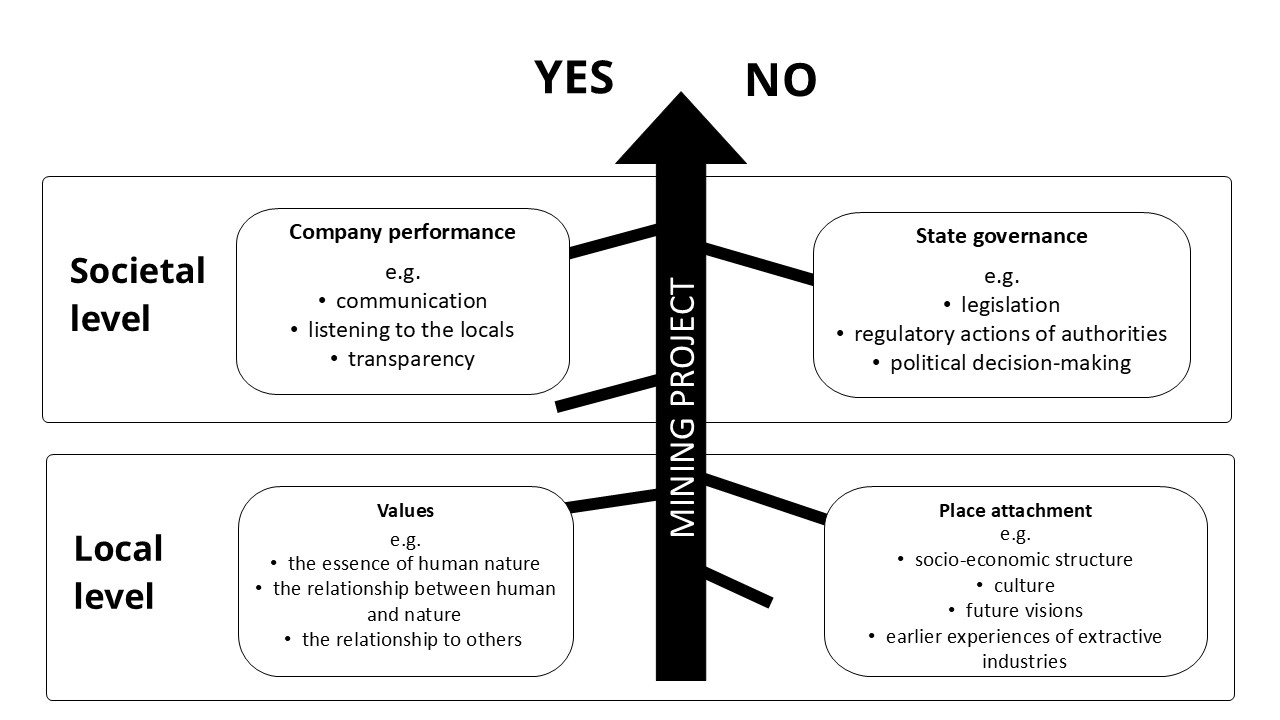 YES
NO
Societal
level
Company performance
e.g.
• communication
• listening to the locals
• transparency
State governance
e.g.
• legislation
• regulatory actions of authorities
• political decision-making
MINING PROJECT
Local
level
Values
e.g.
• the essence of human nature
• the relationship between human
and nature
• the relationship to others
Place attachment
e.g.
• socio-economic structure
• culture
• future visions
• earlier experiences of extractive
industries